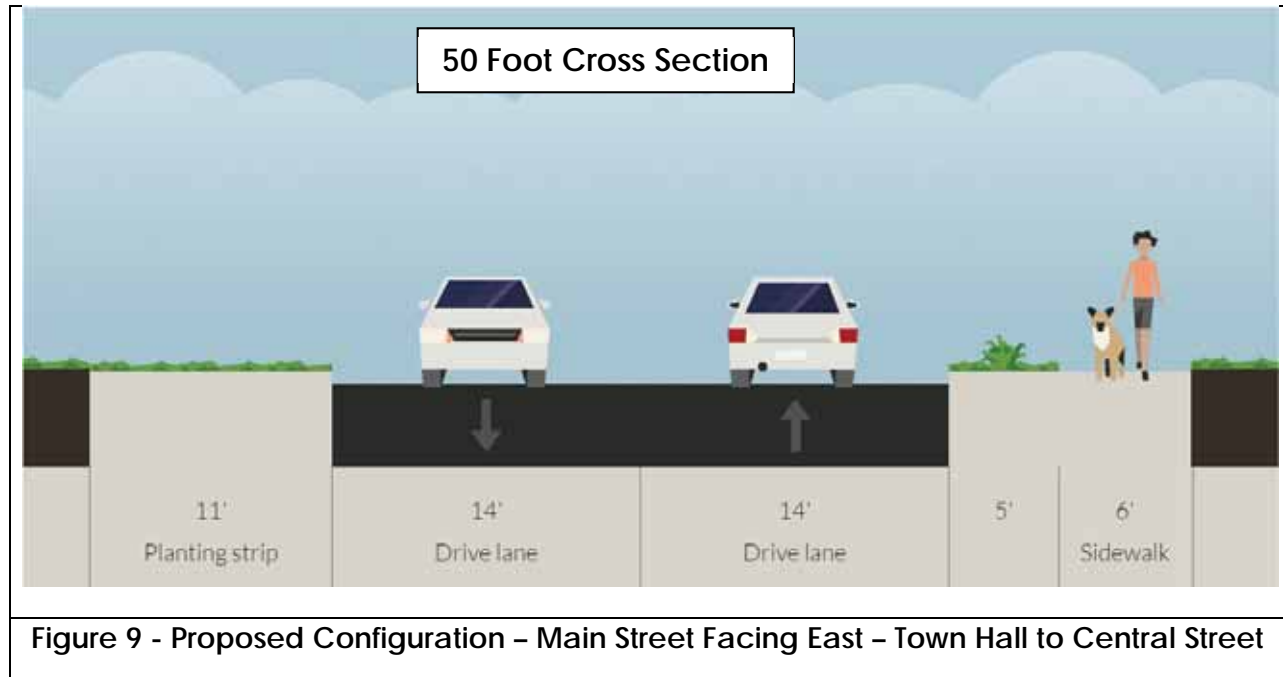 50 Foot Cross Section
11'
Planting strip
14'
Drive lane
14'
Drive lane
5'
6'
Sidewalk
Figure 9 - Proposed Configuration – Main Street Facing East – Town Hall to Central Street